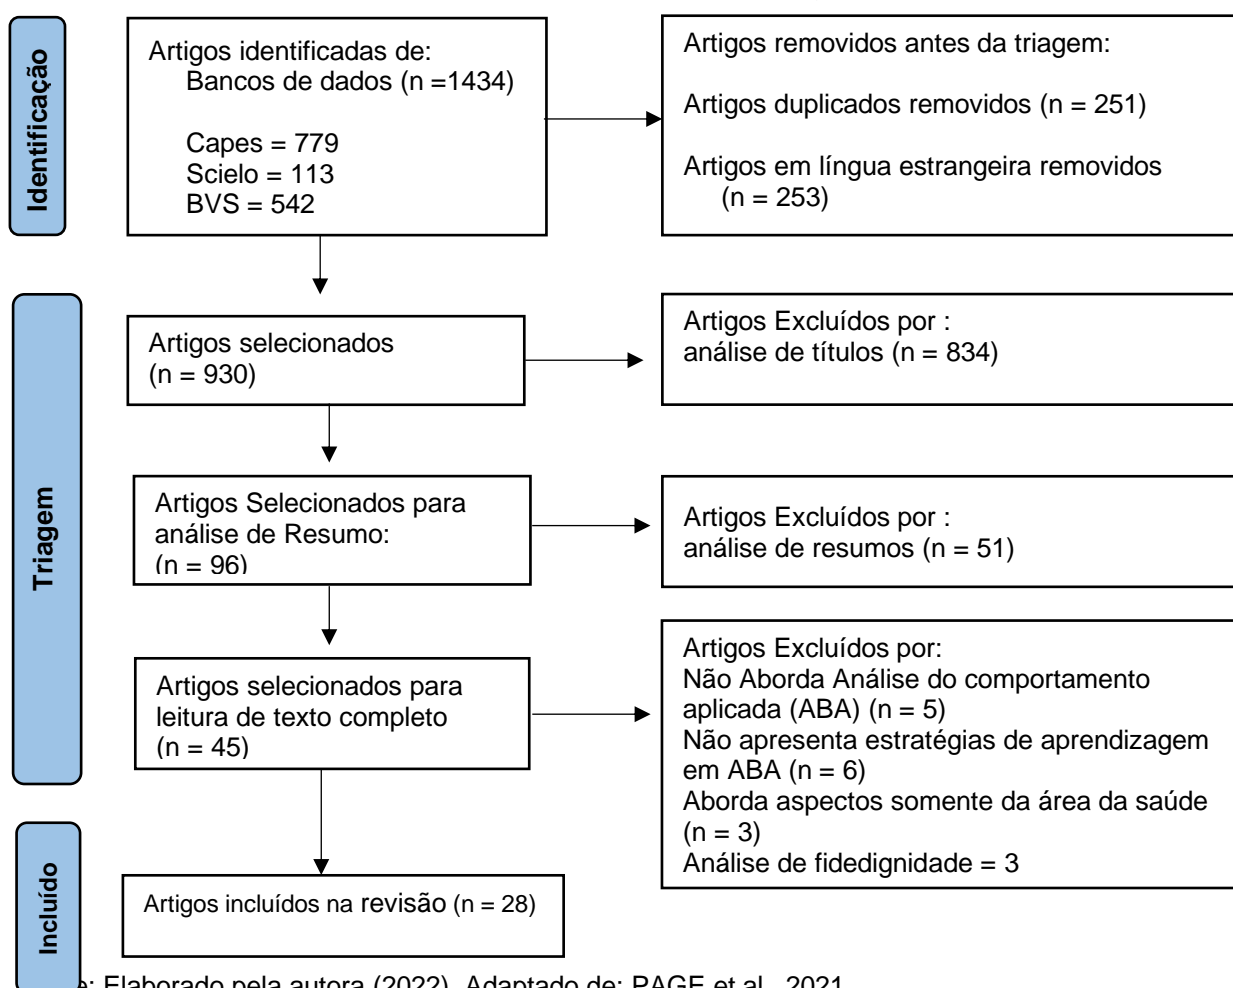 Identificação
Artigos identificadas de:
Bancos de dados (n =1434)
Capes = 779
Scielo = 113
BVS = 542
Artigos removidos antes da triagem:
Artigos duplicados removidos (n = 251)
Artigos em língua estrangeira removidos
(n = 253)
Triagem
Artigos selecionados
(n = 930)
Artigos Excluídos por :
análise de títulos (n = 834)
Artigos Selecionados para
análise de Resumo:
(n = 96)
Artigos Excluídos por :
análise de resumos (n = 51)
Artigos selecionados para
leitura de texto completo
(n = 45)
Artigos Excluídos por:
Não Aborda Análise do comportamento
aplicada (ABA) (n = 5)
Não apresenta estratégias de aprendizagem
em ABA (n = 6)
Aborda aspectos somente da área da saúde
(n = 3)
Análise de fidedignidade = 3
Incluído
Artigos incluídos na revisão (n = 28)
e: Elaborado pela autora (2022). Adaptado de: PAGE et al., 2021